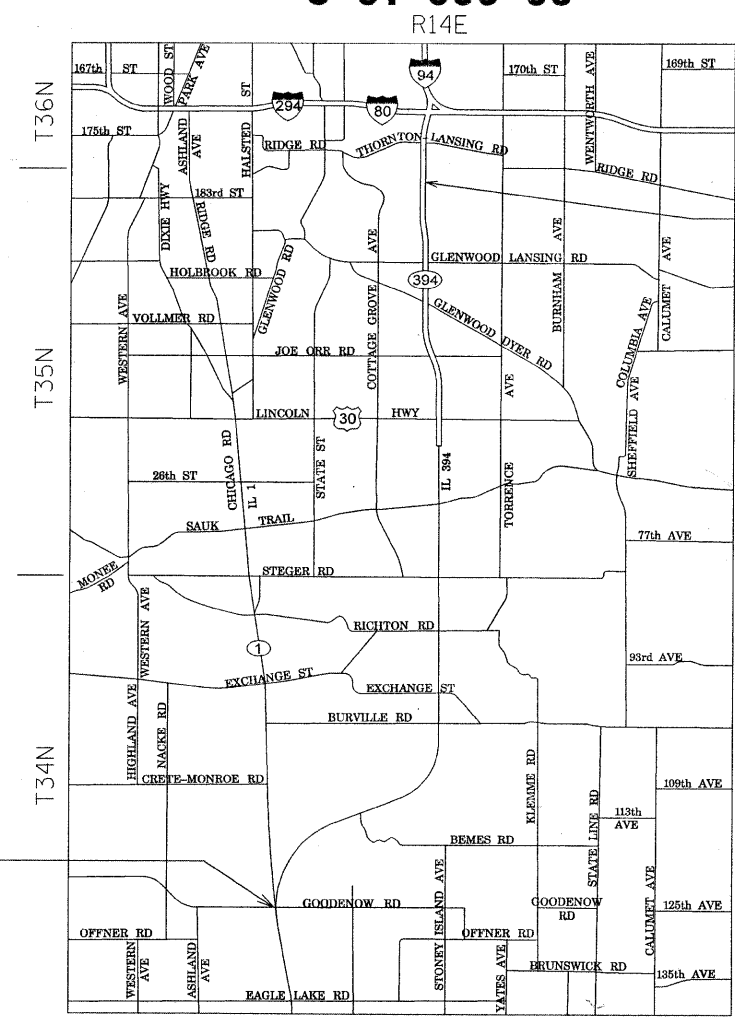 R14E
T36N
T35N
T34N
167th ST
WOOD ST
PARK AVE
ST
94
170th ST
WENTWORTH AVE
169th ST
294
80
175th ST
ASHLAND AVE
HALSTED
RIDGE RD
THORNTON LANSING RD
RIDGE RD
183rd ST
DIXIE HWY
RIDGE RD
GLENWOOD RD
AVE
GLENWOOD LANSING RD
AVE
AVE
HOLBROOK RD
394
BURNHAM
CALUMET
COLUMBIA AVE
WESTERN AVE
VOLLMER RD
COTTAGE GROVE
GLENWOOD DYER RD
JOE ORR RD
AVE
SHEFFIELD AVE
LINCOLN
30
HWY
CHICAGO RD
IL 1
STATE ST
IL 394
TORRENCE
26th ST
SAUK
TRAIL
77th AVE
MONEE RD
STEGER RD
WESTERN AVE
RICHTON RD
1
93rd AVE
EXCHANGE ST
EXCHANGE ST
HIGHLAND AVE
NACKE RD
BURVILLE RD
CRETE-MONROE RD
KLEMME RD
STATE LINE RD
109th AVE
113th
AVE
BEMES RD
STONEY ISLAND AVE
CALUMET AVE
GOODENOW RD
GOODENOW
RD
125th AVE
OFFNER RD
OFFNER RD
WESTERN
AVE
ASHLAND
AVE
YATES AVE
BRUNSWICK RD
135th AVE
EAGLE LAKE RD